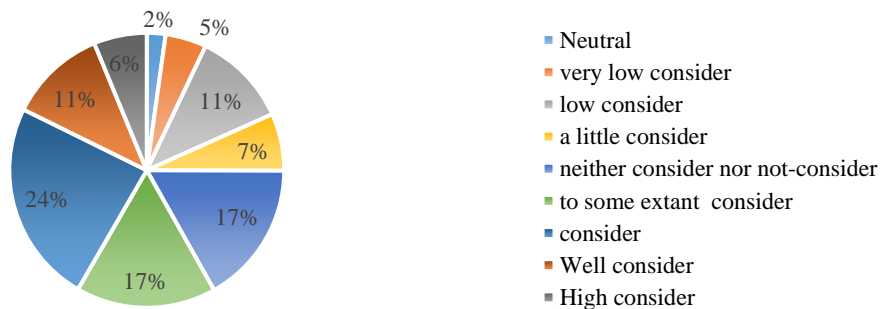 2%
5%
11%
7%
17%
17%
24%
11%
6%
Neutral
very low consider
low consider
a little consider
neither consider nor not-consider
to some extant consider
consider
Well consider
High consider